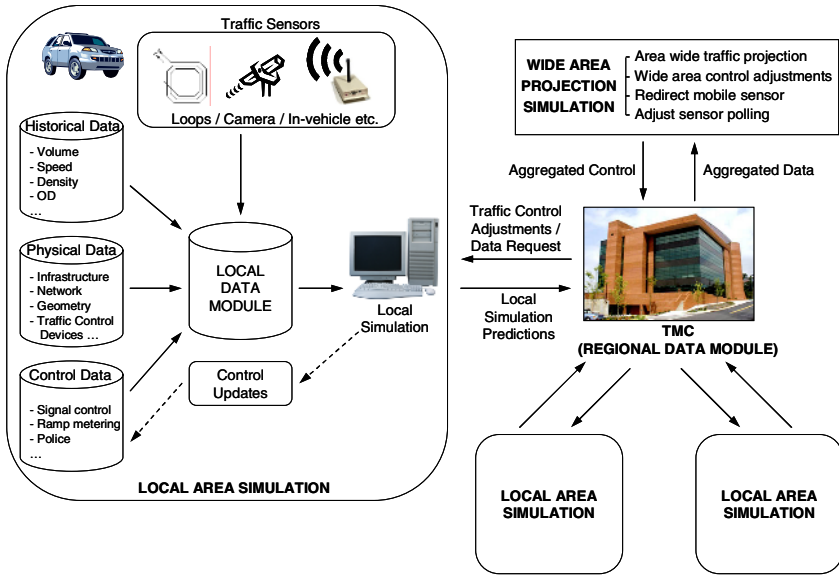 Traffic Sensors
Loops / Camera / In-vehicle etc.
Historical Data
- Volume
- Speed
- Density
- OD
...
Physical Data
- Infrastructure
- Network
- Geometry
- Traffic Control
Devices ...
Control Data
- Signal control
- Ramp metering
- Police
...
LOCAL
DATA
MODULE
Control
Updates
Local
Simulation
LOCAL AREA SIMULATION
WIDE AREA
PROJECTION
SIMULATION
- Area wide traffic projection
- Wide area control adjustments
- Redirect mobile sensor
- Adjust sensor polling
Aggregated Control
Aggregated Data
Traffic Control
Adjustments /
Data Request
Local
Simulation
Predictions
TMC
(REGIONAL DATA MODULE)
LOCAL AREA
SIMULATION
LOCAL AREA
SIMULATION